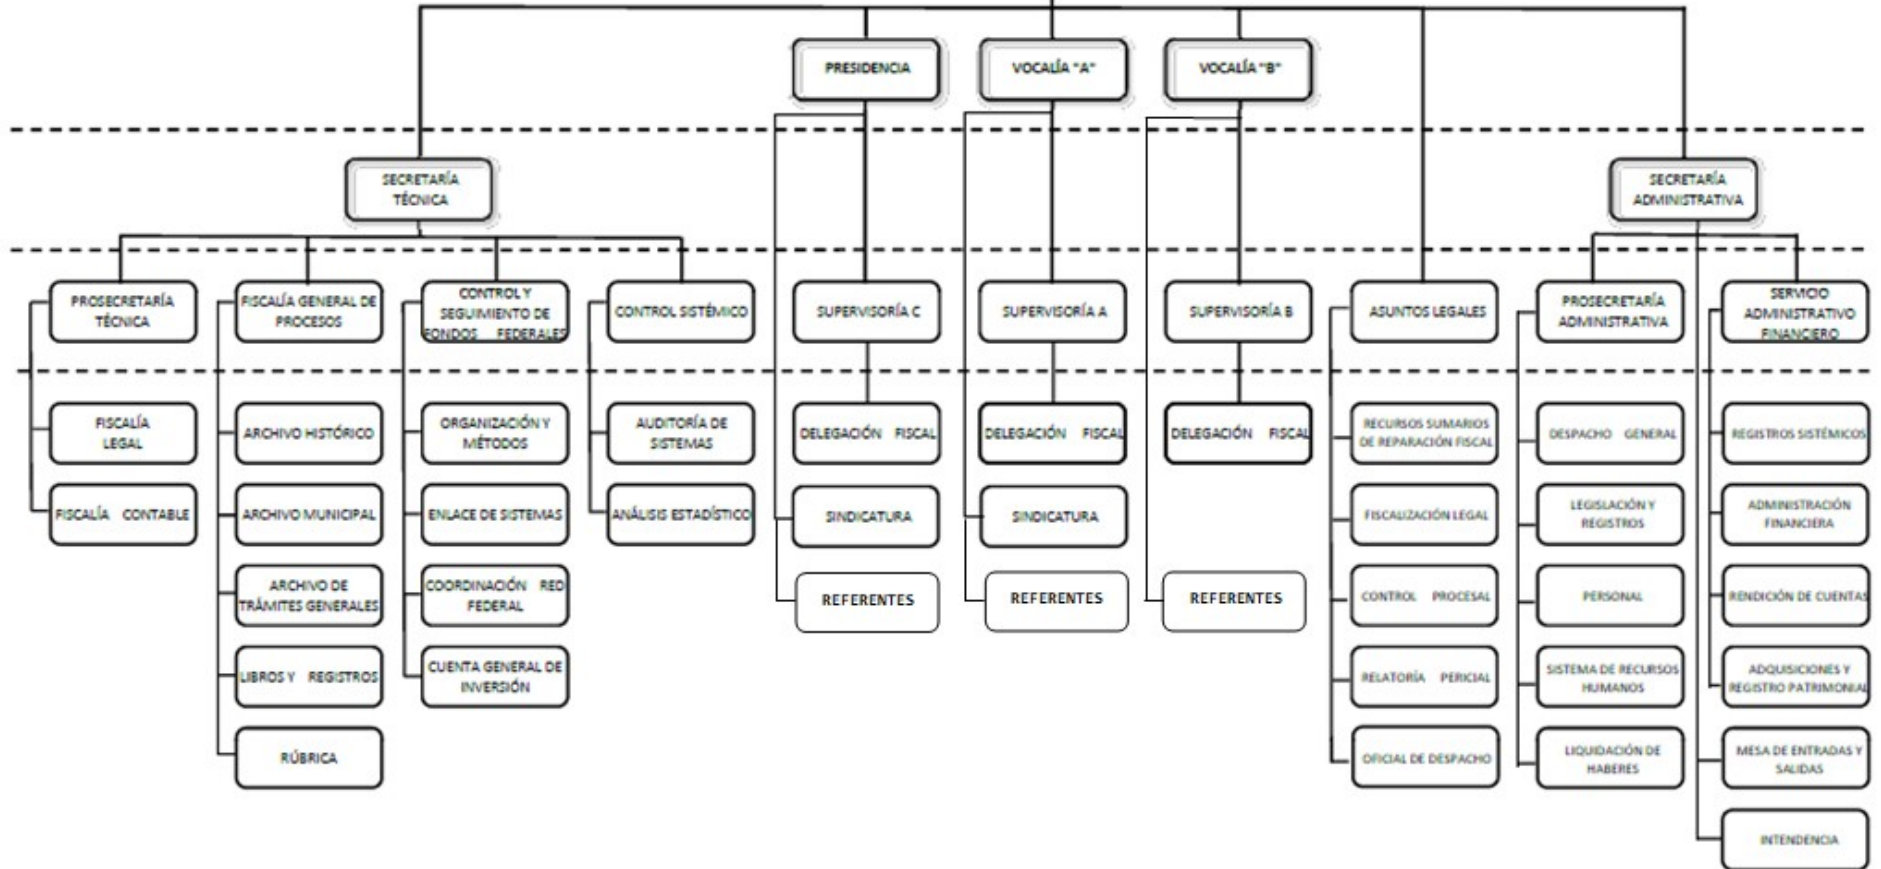 PRESIDENCIA
VOCALÍA "A"
VOCALÍA "B"
SECRETARÍA
TÉCNICA
SECRETARÍA
ADMINISTRATIVA
PROSECRETARÍA
TÉCNICA
FISCALÍA GENERAL DE
PROCESOS
CONTROL Y
SEGUIMIENTO DE
FONDOS FEDERALES
CONTROL SISTÉMICO
SUPERVISORÍA C
SUPERVISORÍA A
SUPERVISORÍA B
ASUNTOS LEGALES
PROSECRETARÍA
ADMINISTRATIVA
SERVICIO
ADMINISTRATIVO
FINANCIERO
FISCALÍA
LEGAL
ARCHIVO HISTÓRICO
ORGANIZACIÓN Y
MÉTODOS
AUDITORÍA DE
SISTEMAS
DELEGACIÓN FISCAL
DELEGACIÓN FISCAL
DELEGACIÓN FISCAL
RECURSOS SUMARIOS
DE REPARACIÓN FISCAL
DESPACHO GENERAL
REGISTROS SISTÉMICOS
FISCALÍA CONTABLE
ARCHIVO MUNICIPAL
ENLACE DE SISTEMAS
ANÁLISIS ESTADÍSTICO
SINDICATURA
SINDICATURA
FISCALIZACIÓN LEGAL
LEGISLACIÓN Y
REGISTROS
ADMINISTRACIÓN
FINANCIERA
ARCHIVO DE
TRÁMITES GENERALES
COORDINACIÓN RED
FEDERAL
REFERENTES
REFERENTES
REFERENTES
CONTROL PROCESAL
PERSONAL
RENDICIÓN DE CUENTAS
LIBROS Y REGISTROS
CUENTA GENERAL DE
INVERSIÓN
RELATORÍA PERICIAL
SISTEMA DE RECURSOS
HUMANOS
ADQUISICIONES Y
REGISTRO PATRIMONIAL
RÚBRICA
OFICIAL DE DESPACHO
LIQUIDACIÓN DE
HABERES
MESA DE ENTRADAS Y
SALIDAS
INTENDENCIA